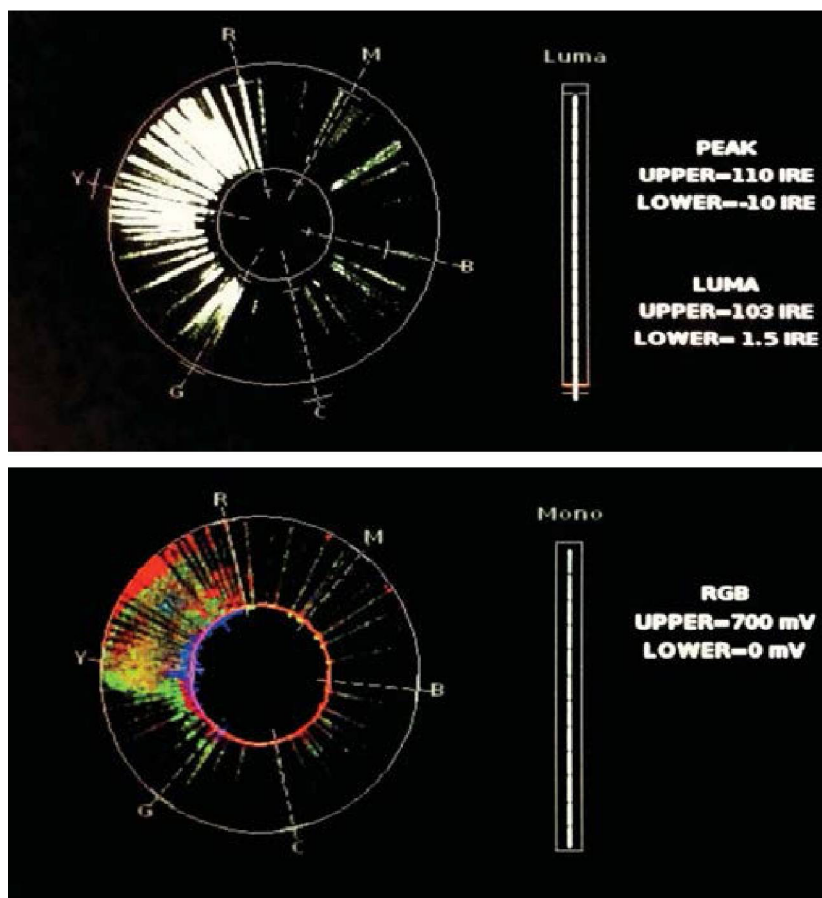 R
M
Luma
Y
PEAK
UPPER=110 IRE
LOWER=-10 IRE
B
LUMA
UPPER=103 IRE
LOWER= 1.5 IRE
G
C
R
M
Mono
RGB
UPPER=700 mV
LOWER=0 mV
Y
B
G
C